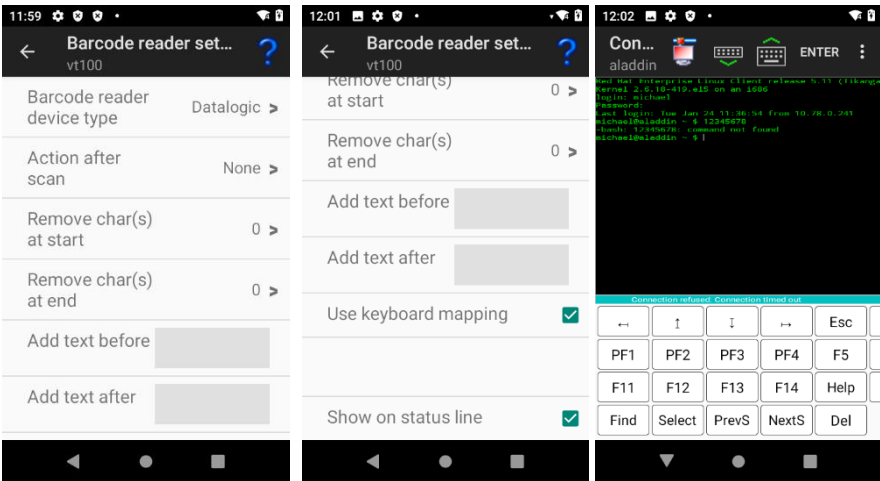 11:59
Barcode reader set...
vt100
Barcode reader
device type
Datalogic >
Action after
scan
None >
Remove char(s)
at start
0 >
Remove char(s)
at end
0 >
Add text before
Add text after
12:01
Barcode reader set...
vt100
Remove char(s)
at start
0 >
Remove char(s)
at end
0 >
Add text before
Add text after
Use keyboard mapping
Show on status line
12:02
Con...
aladdin
ENTER
Red Hat Enterprise Linux Client release 5.11 (Tikanga
Kernel 2.6.18-419.el5 on an i686
login: michael
Password:
Last login: Tue Jan 24 11:36:54 from 10.78.0.241
michael@aladdin ~ $ 12345678
-bash: 12345678: command not found
michael@aladdin ~ $
Connection refused: Connection timed out
← ↑ ↓ → Esc
PF1 PF2 PF3 PF4 F5
F11 F12 F13 F14 Help
Find Select PrevS NextS Del